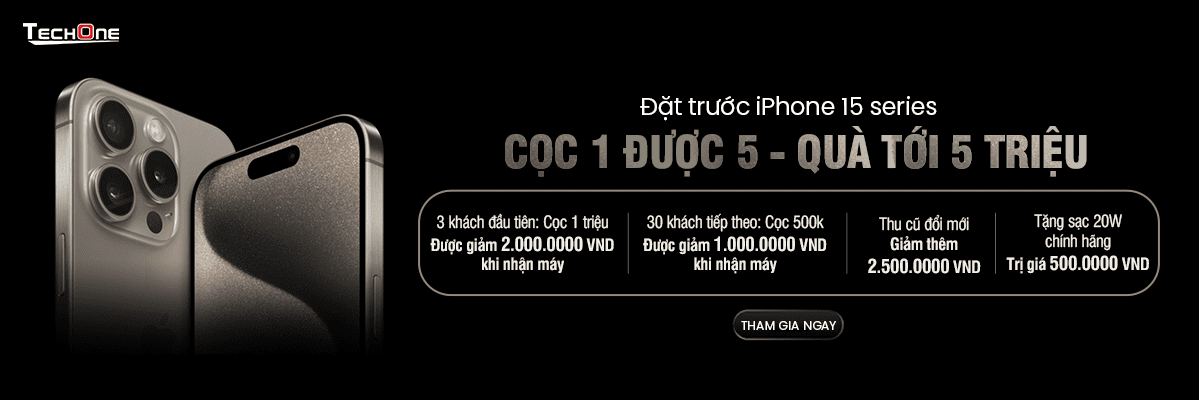 TECHONE
Đặt trước iPhone 15 series
CỌC 1 ĐƯỢC 5 - QUÀ TỚI 5 TRIỆU
3 khách đầu tiên: Cọc 1 triệu
Được giảm 2.000.0000 VND
khi nhận máy
30 khách tiếp theo: Cọc 500k
Được giảm 1.000.0000 VND
khi nhận máy
Thu cũ đổi mới
Giảm thêm
2.500.0000 VND
Tặng sạc 20W
chính hãng
Trị giá 500.0000 VND
THAM GIA NGAY